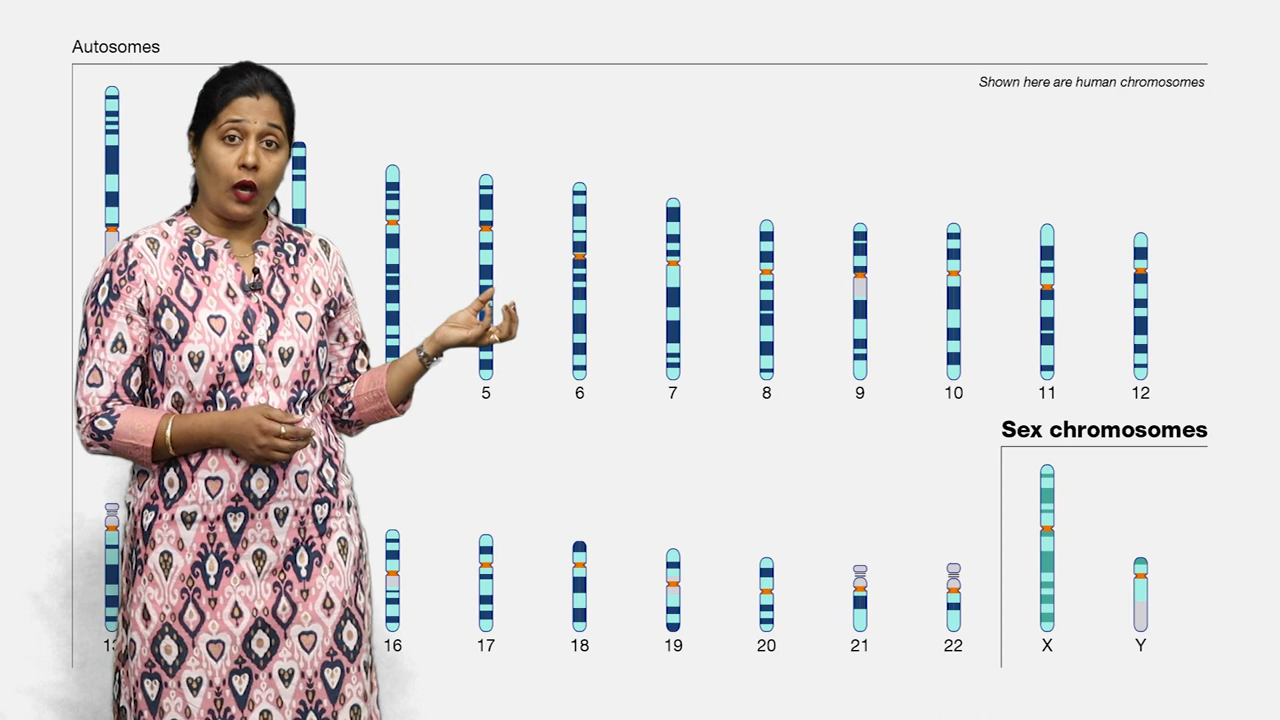 Autosomes
Shown here are human chromosomes
5 6 7 8 9 10 11 12
Sex chromosomes
16 17 18 19 20 21 22 X Y